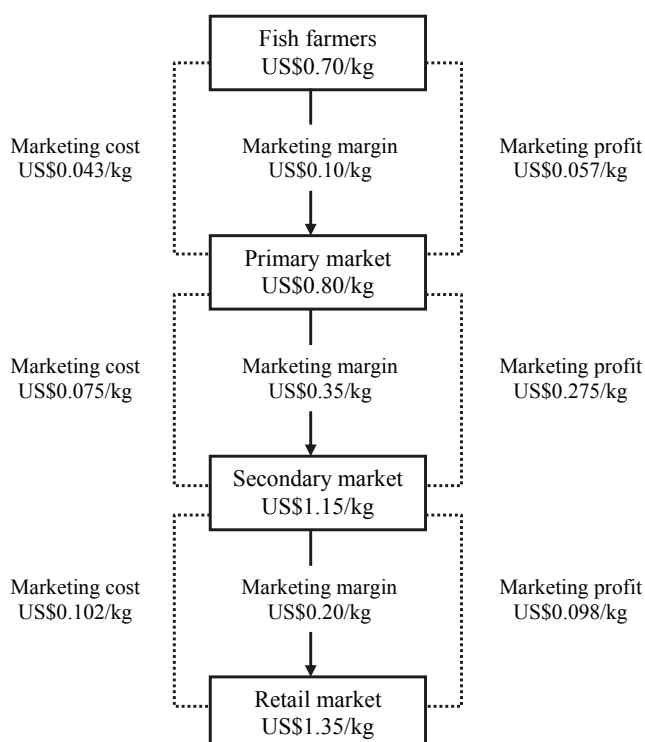 Fish farmers
US$0.70/kg
Marketing cost
US$0.043/kg
Marketing margin
US$0.10/kg
Marketing profit
US$0.057/kg
Primary market
US$0.80/kg
Marketing cost
US$0.075/kg
Marketing margin
US$0.35/kg
Marketing profit
US$0.275/kg
Secondary market
US$1.15/kg
Marketing cost
US$0.102/kg
Marketing margin
US$0.20/kg
Marketing profit
US$0.098/kg
Retail market
US$1.35/kg